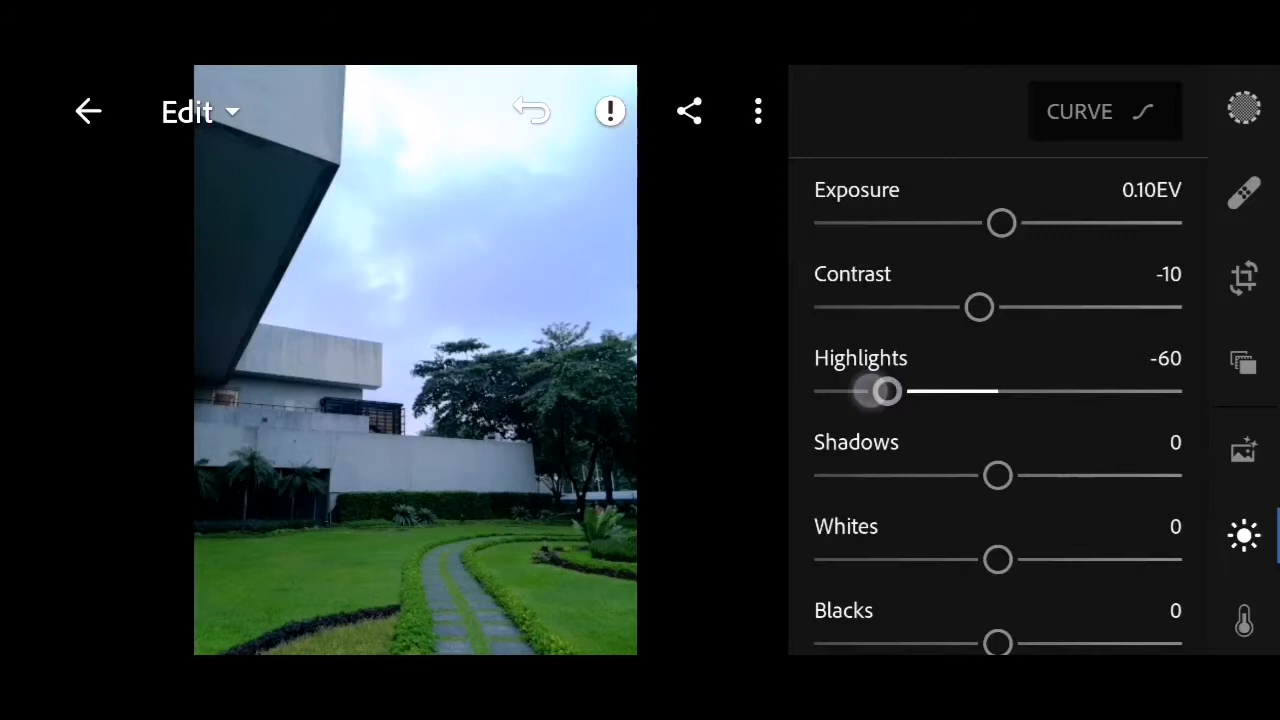 Edit
CURVE
Exposure 0.10EV
Contrast -10
Highlights -60
Shadows 0
Whites 0
Blacks 0